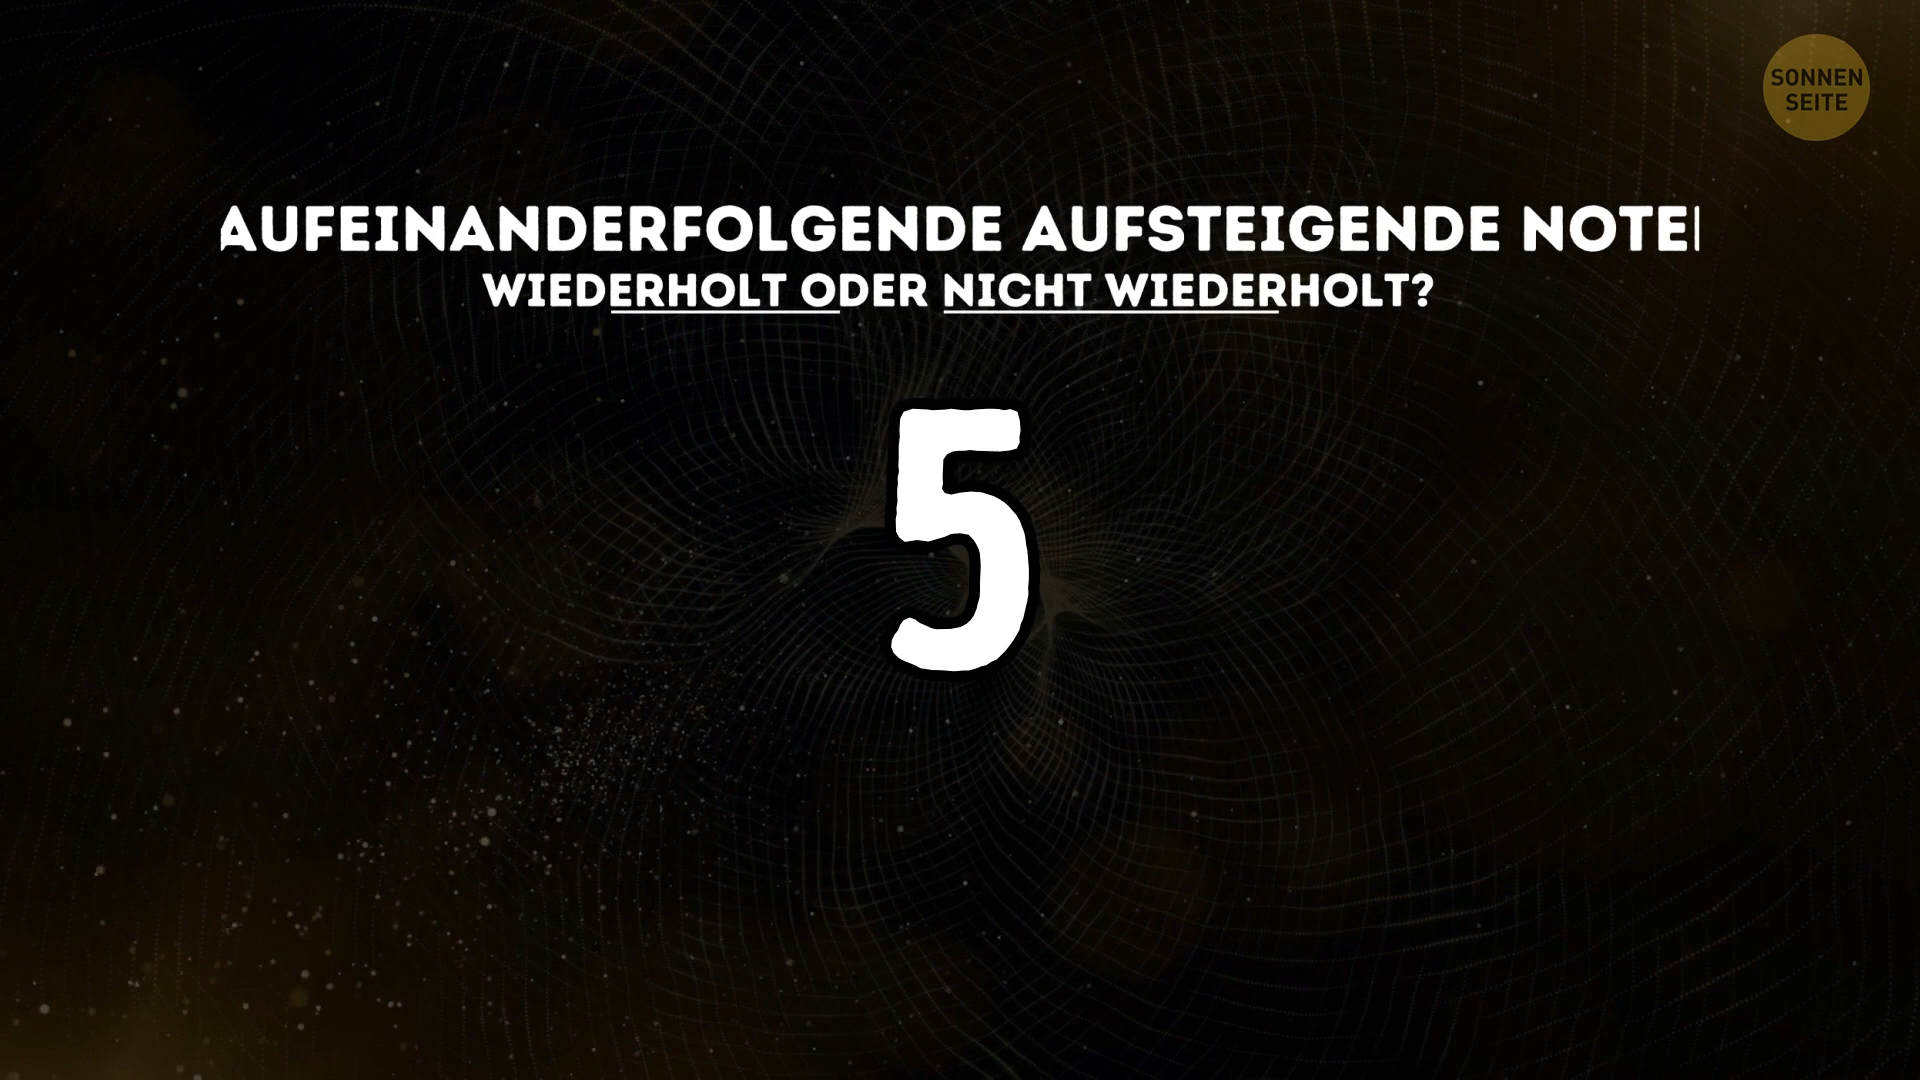 SONNEN
SEITE
AUFEINANDERFOLGENDE AUFSTEIGENDE NOTE
WIEDERHOLT ODER NICHT WIEDERHOLT?
5